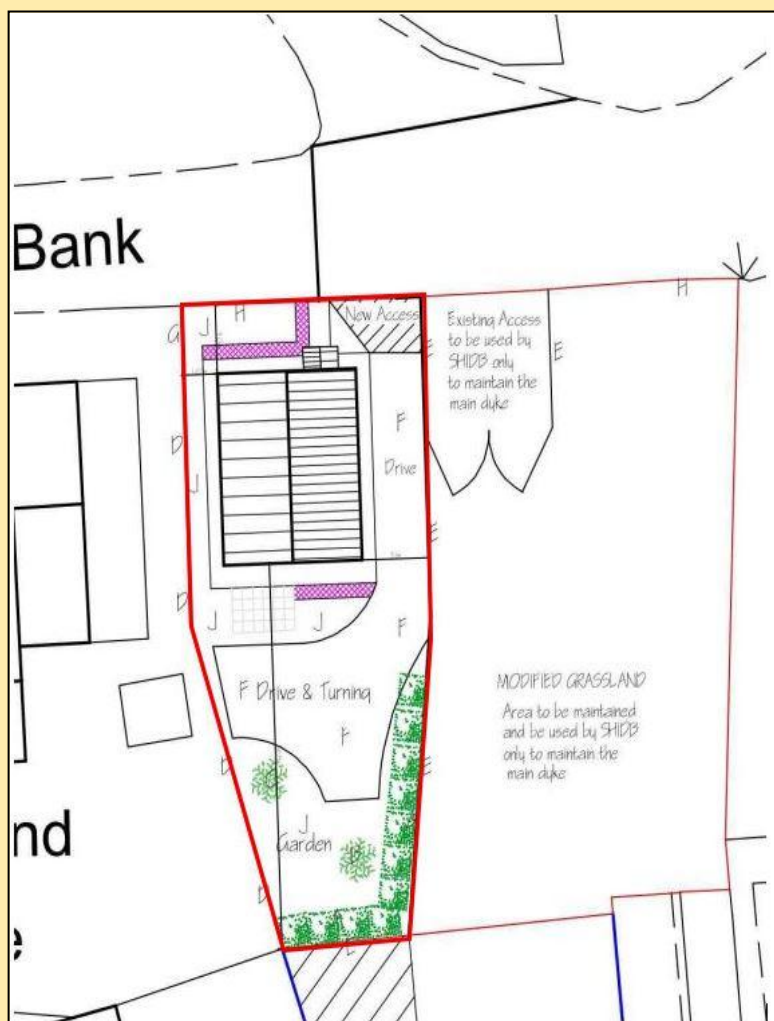 Bank
New Access
Existing Access
to be used by
SHIDB only
to maintain the
main dyke
G
J
H
H
E
E
F
Drive
D
J
E
D
J
J
F
F Drive & Turning
F
MODIFIED GRASSLAND
Area to be maintained
and be used by SHIDB
only to maintain the
main dyke
D
E
J
Garden
D
nd
e